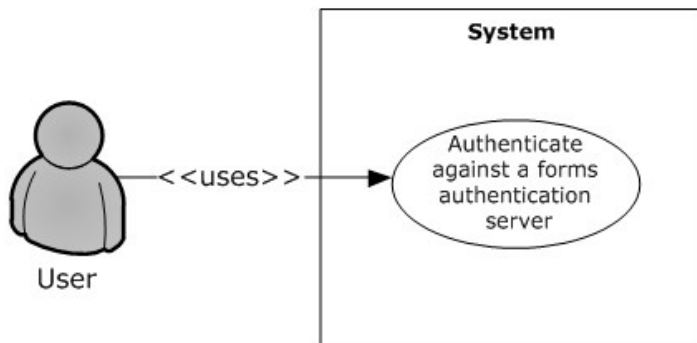 System
Authenticate
against a forms
authentication
server
<<uses>>
User